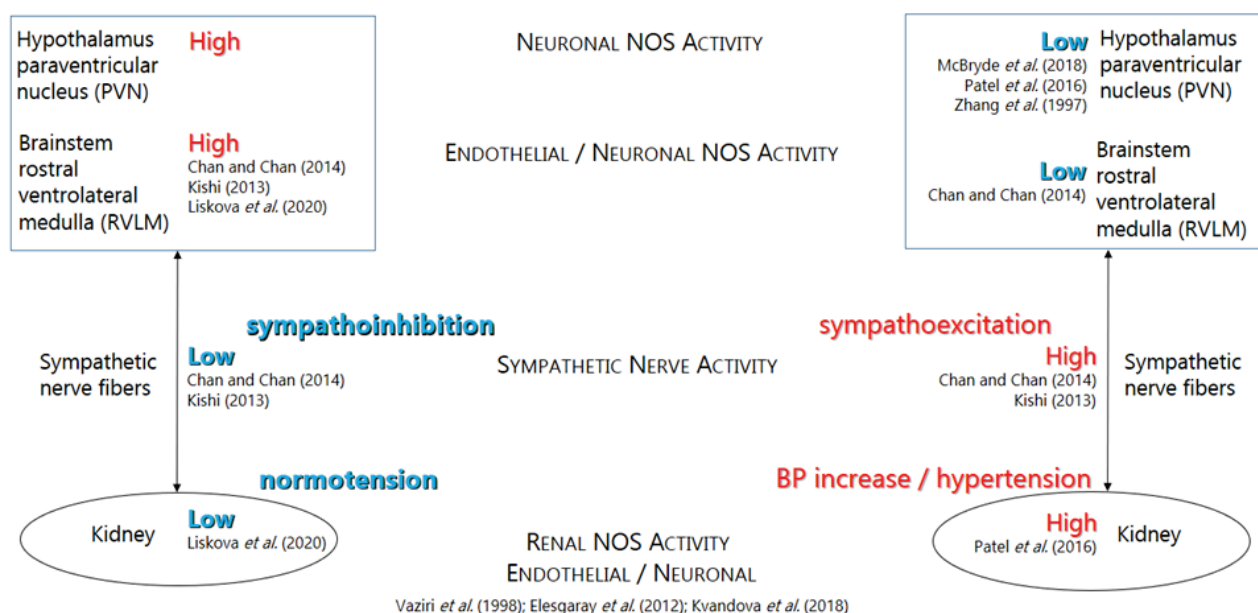 Hypothalamus
paraventricular
nucleus (PVN)
High
NEURONAL NOS ACTIVITY
Low
McBryde et al. (2018)
Patel et al. (2016)
Zhang et al. (1997)
Hypothalamus
paraventricular
nucleus (PVN)
Brainstem
rostral
ventrolateral
medulla (RVLM)
High
Chan and Chan (2014)
Kishi (2013)
Liskova et al. (2020)
ENDOTHELIAL / NEURONAL NOS ACTIVITY
Low
Chan and Chan (2014)
Brainstem
rostral
ventrolateral
medulla (RVLM)
sympathoinhibition
sympathoexcitation
Sympathetic
nerve fibers
Low
Chan and Chan (2014)
Kishi (2013)
SYMPATHETIC NERVE ACTIVITY
High
Chan and Chan (2014)
Kishi (2013)
Sympathetic
nerve fibers
normotension
BP increase / hypertension
Kidney
Low
Liskova et al. (2020)
RENAL NOS ACTIVITY
ENDOTHELIAL / NEURONAL
High
Patel et al. (2016)
Kidney
Vaziri et al. (1998); Elesgaray et al. (2012); Kvandova et al. (2018)